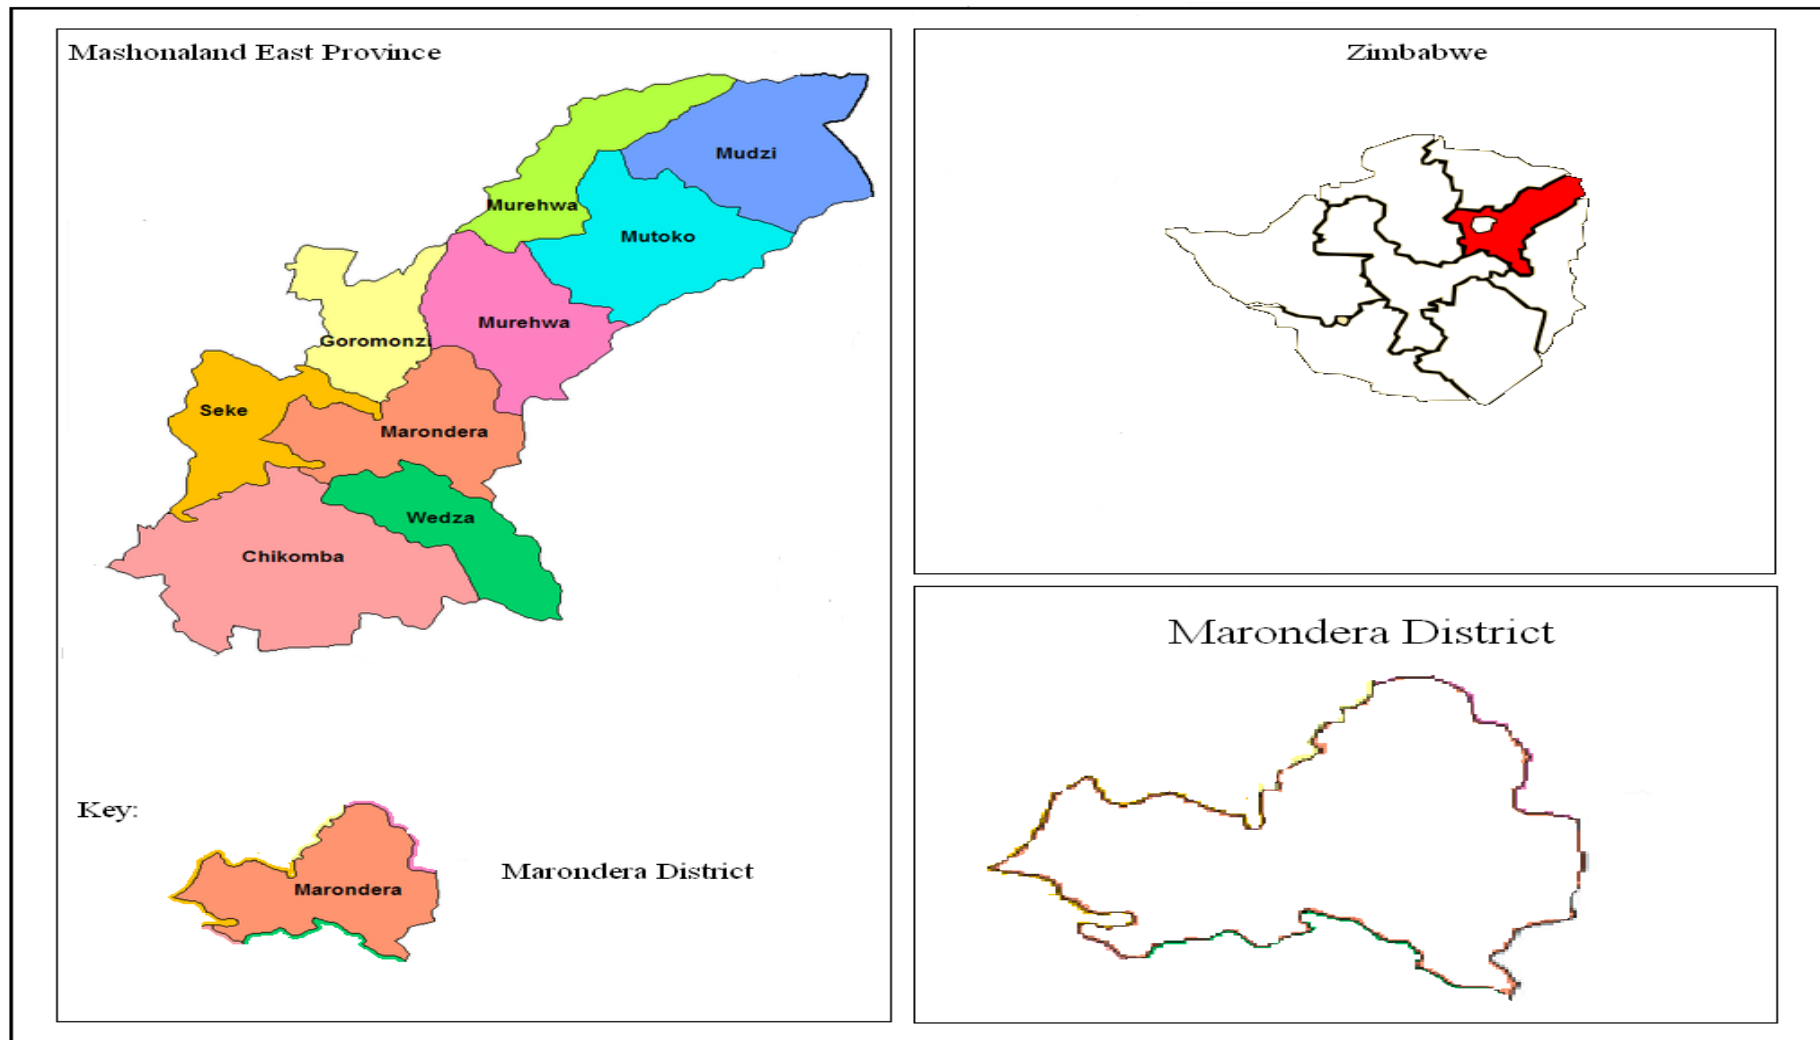 Mashonaland East Province
Mudzi
Murehwa
Mutoko
Murehwa
Goromonzi
Seke
Marondera
Wedza
Chikomba
Key:
Marondera
Marondera District
Zimbabwe
Marondera District